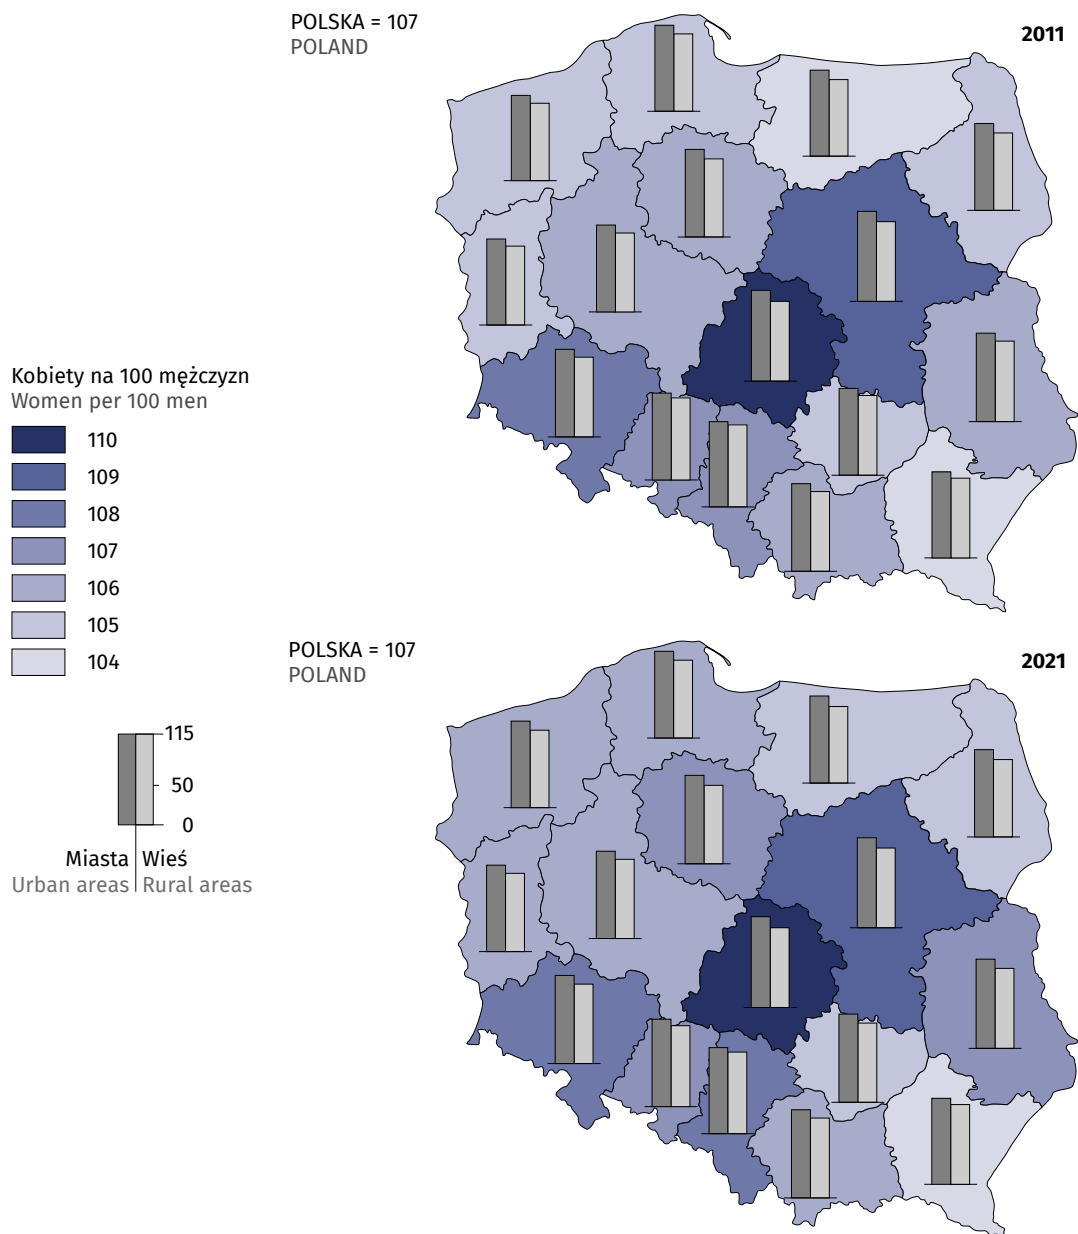 POLSKA = 107
POLAND
2011
Kobiety na 100 mężczyzn
Women per 100 men
110
109
108
107
106
105
104
POLSKA = 107
POLAND
2021
115
50
0
Miasta Wieś
Urban areas Rural areas